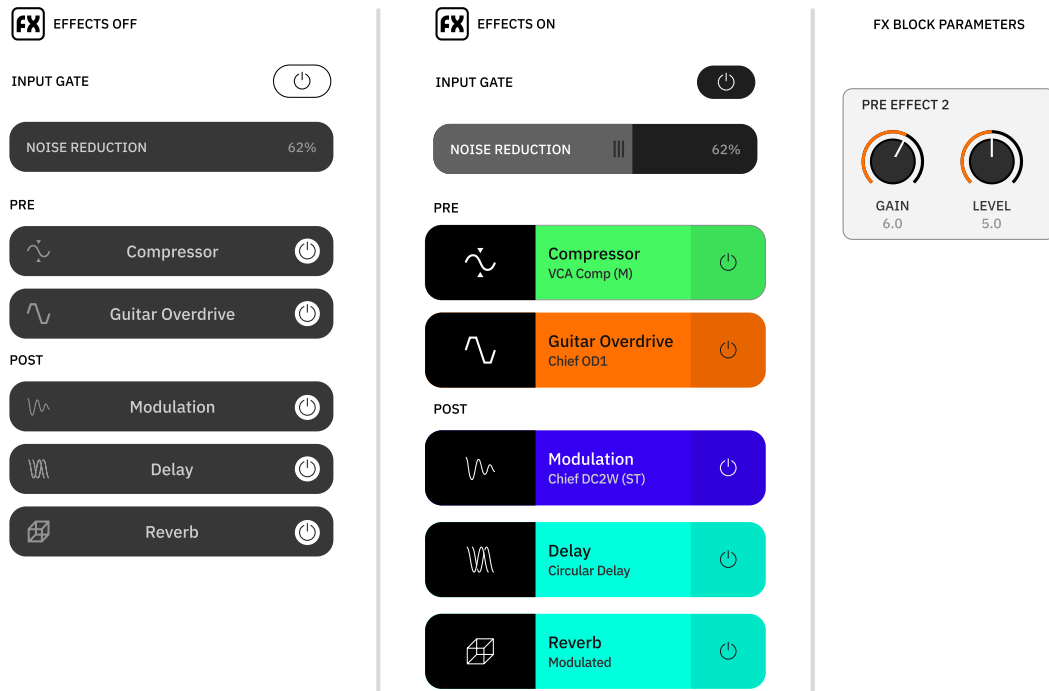 FX EFFECTS OFF
INPUT GATE
NOISE REDUCTION 62%
PRE
Compressor
Guitar Overdrive
POST
Modulation
Delay
Reverb
FX EFFECTS ON
INPUT GATE
NOISE REDUCTION 62%
PRE
Compressor
VCA Comp (M)
Guitar Overdrive
Chief OD1
POST
Modulation
Chief DC2W (ST)
Delay
Circular Delay
Reverb
Modulated
FX BLOCK PARAMETERS
PRE EFFECT 2
GAIN LEVEL
6.0 5.0